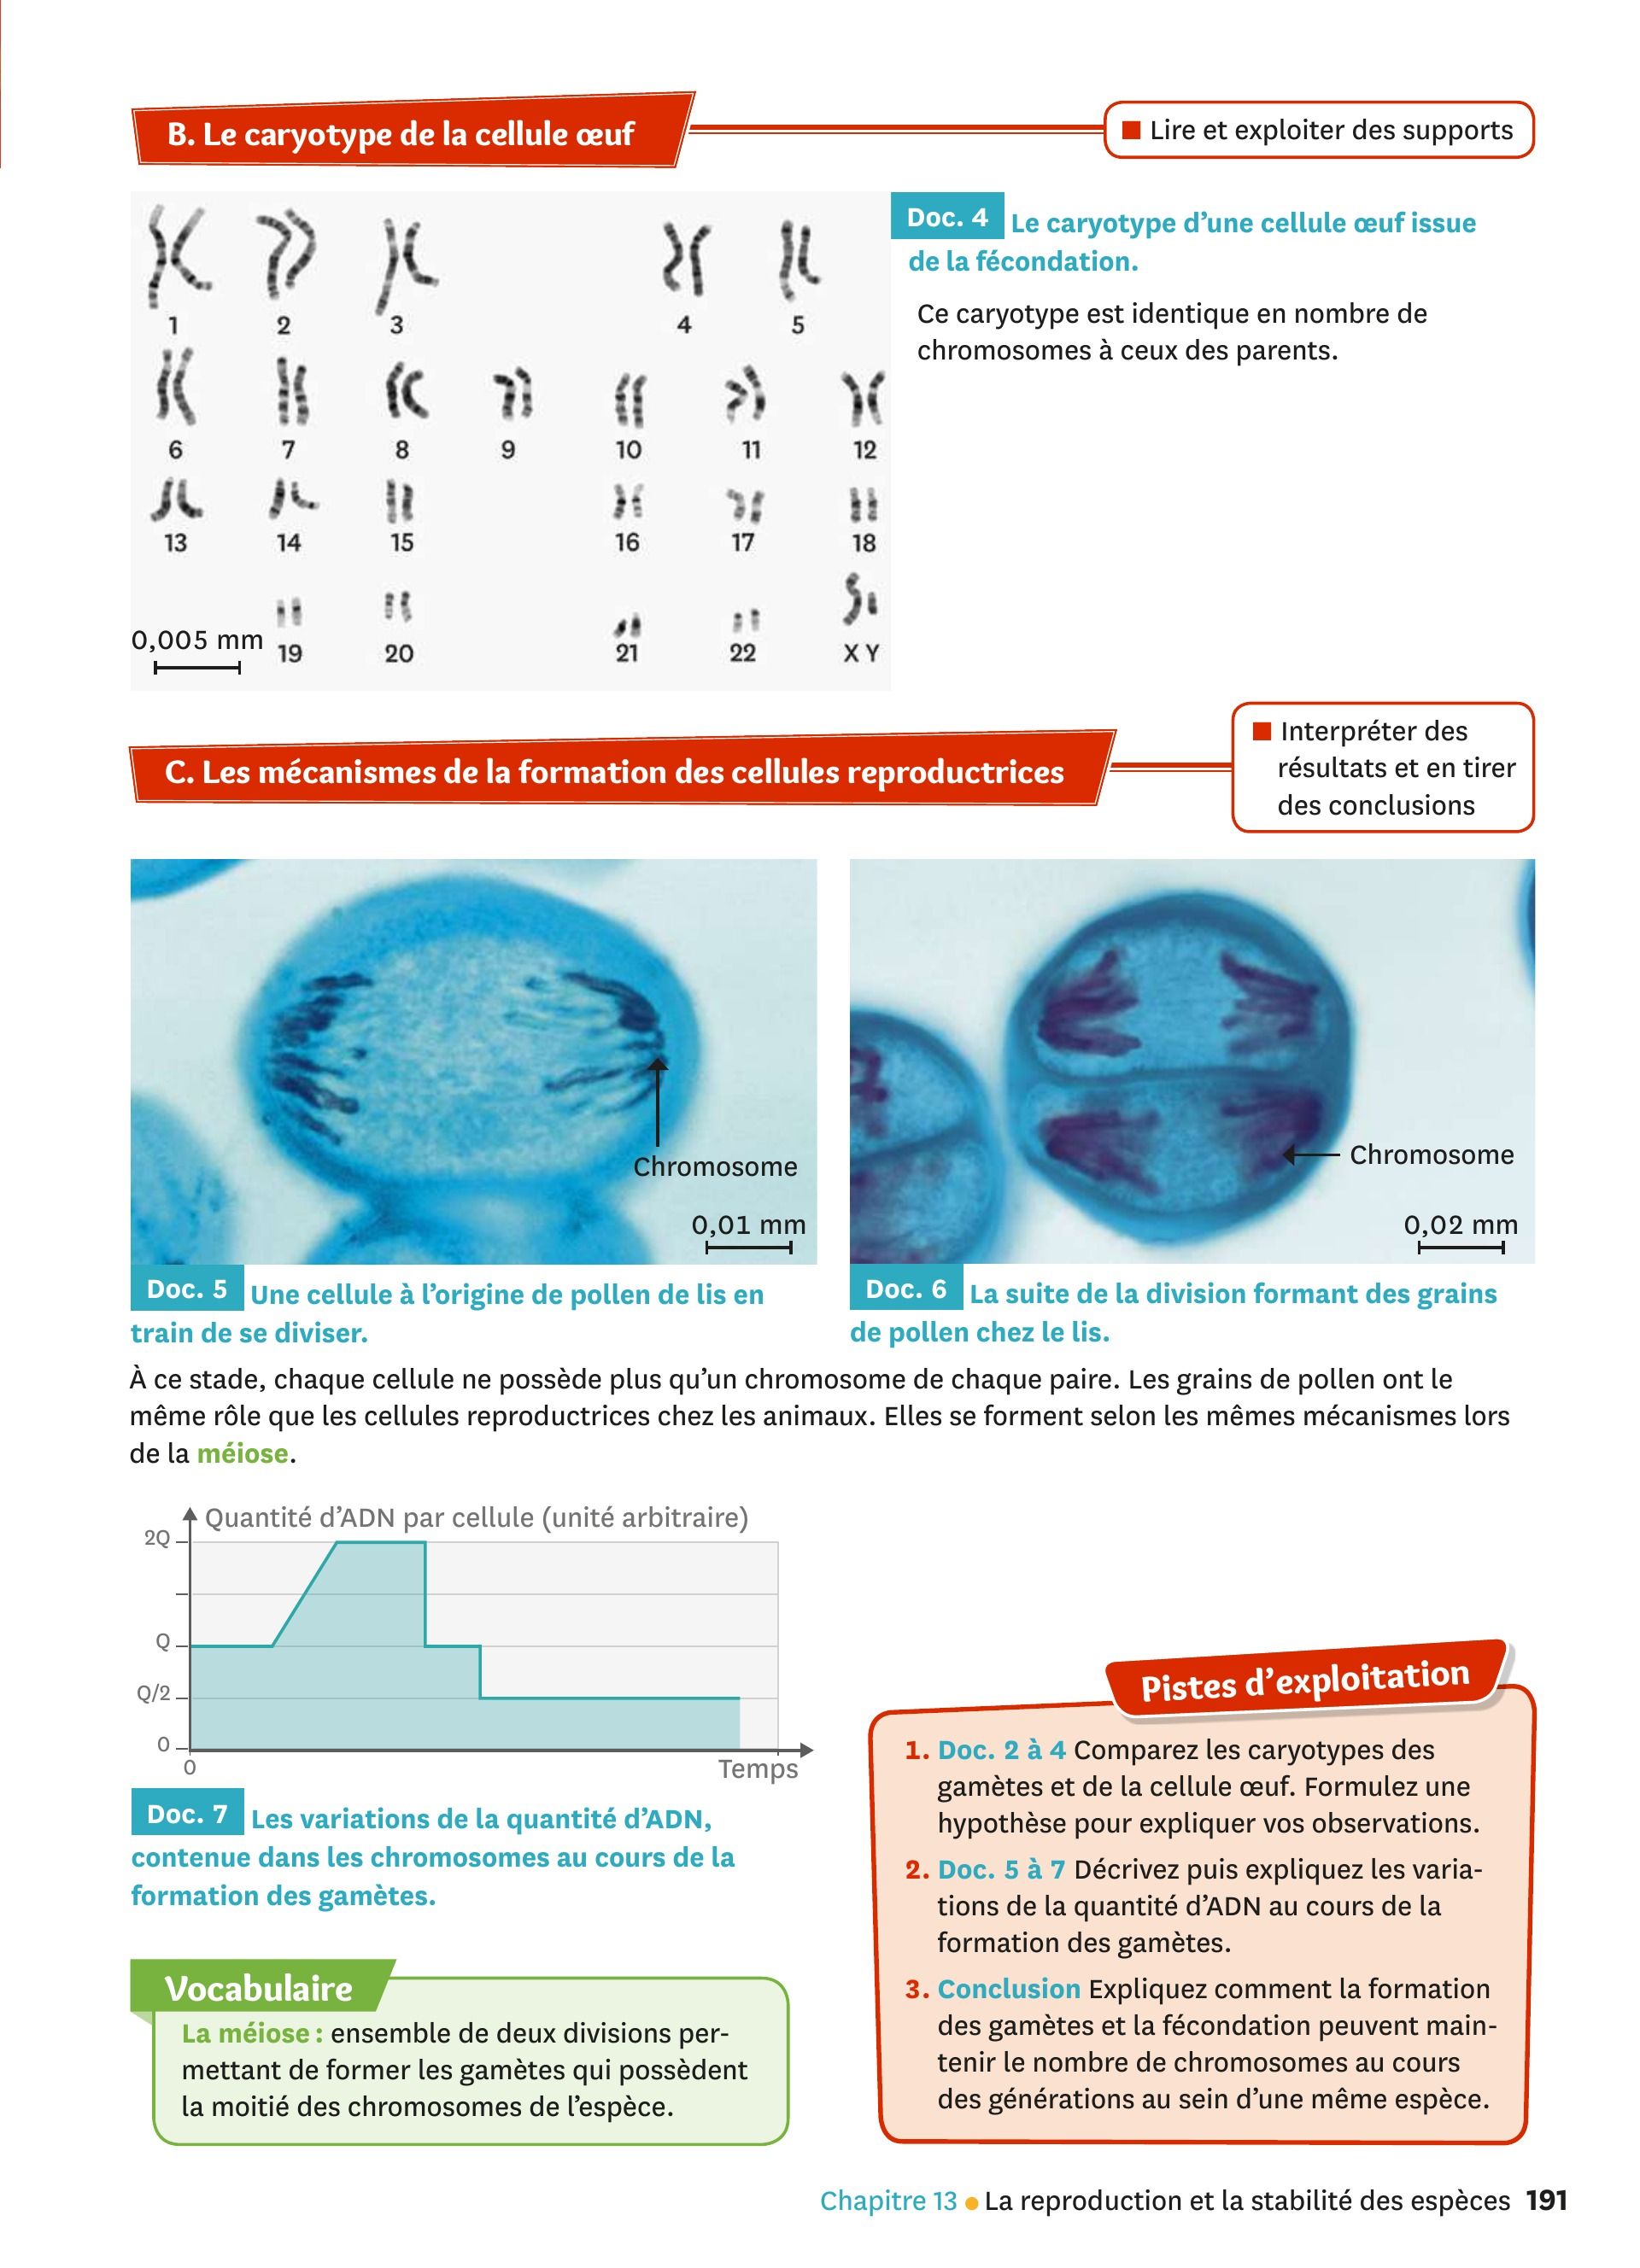 B. Le caryotype de la cellule œuf
Lire et exploiter des supports
1 2 3 4 5
6 7 8 9 10 11 12
13 14 15 16 17 18
19 20 21 22 X Y
0,005 mm
Doc. 4 Le caryotype d’une cellule œuf issue
de la fécondation.
Ce caryotype est identique en nombre de
chromosomes à ceux des parents.
C. Les mécanismes de la formation des cellules reproductrices
Interpréter des
résultats et en tirer
des conclusions
Chromosome
0,01 mm
Doc. 5 Une cellule à l’origine de pollen de lis en
train de se diviser.
Chromosome
0,02 mm
Doc. 6 La suite de la division formant des grains
de pollen chez le lis.
À ce stade, chaque cellule ne possède plus qu’un chromosome de chaque paire. Les grains de pollen ont le
même rôle que les cellules reproductrices chez les animaux. Elles se forment selon les mêmes mécanismes lors
de la méiose.
Quantité d’ADN par cellule (unité arbitraire)
2Q
Q
Q/2
0
0
Temps
Doc. 7 Les variations de la quantité d’ADN,
contenue dans les chromosomes au cours de la
formation des gamètes.
Vocabulaire
La méiose : ensemble de deux divisions per-
mettant de former les gamètes qui possèdent
la moitié des chromosomes de l’espèce.
Pistes d’exploitation
1. Doc. 2 à 4 Comparez les caryotypes des
gamètes et de la cellule œuf. Formulez une
hypothèse pour expliquer vos observations.
2. Doc. 5 à 7 Décrivez puis expliquez les varia-
tions de la quantité d’ADN au cours de la
formation des gamètes.
3. Conclusion Expliquez comment la formation
des gamètes et la fécondation peuvent main-
tenir le nombre de chromosomes au cours
des générations au sein d’une même espèce.
Chapitre 13 ● La reproduction et la stabilité des espèces 191